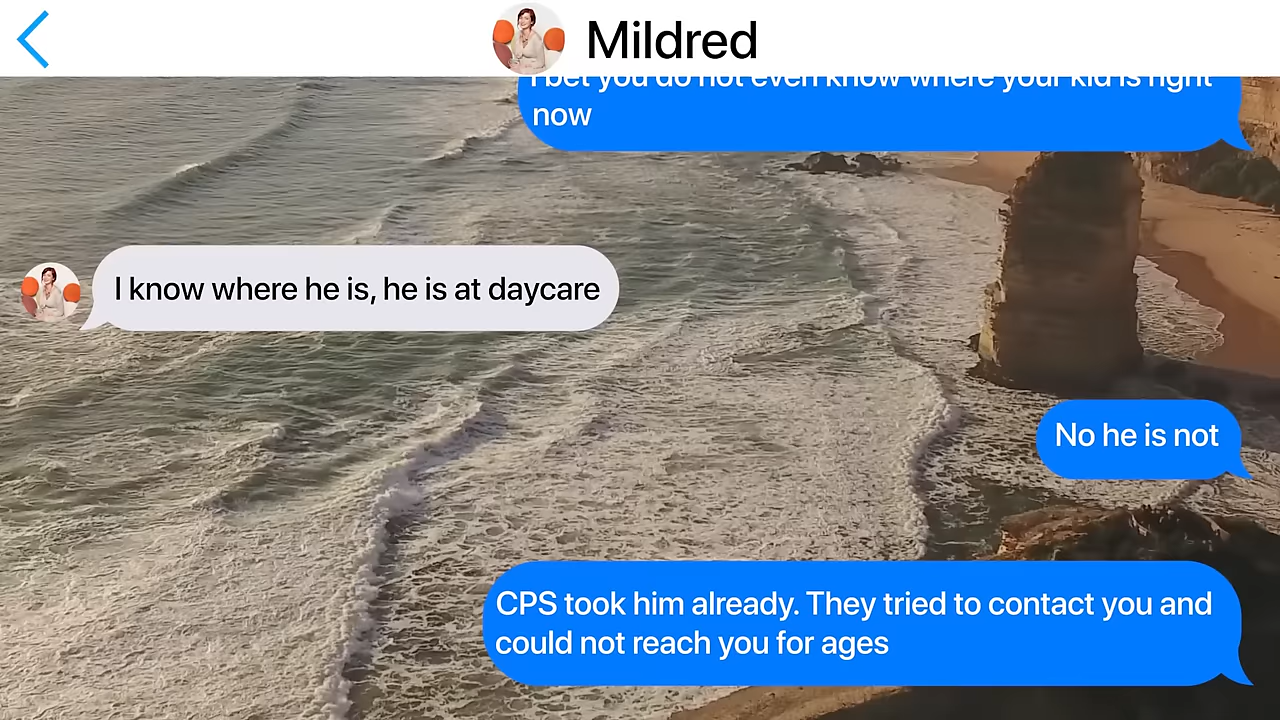 Mildred
I bet you do not even know where your kid is right
now
I know where he is, he is at daycare
No he is not
CPS took him already. They tried to contact you and
could not reach you for ages